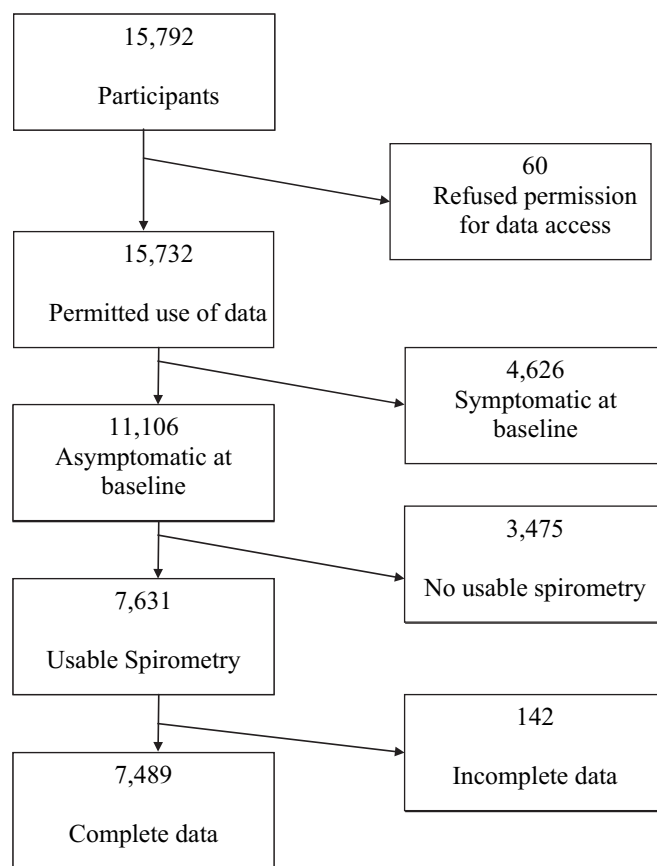 15,792
Participants
60
Refused permission
for data access
15,732
Permitted use of data
4,626
Symptomatic at
baseline
11,106
Asymptomatic at
baseline
3,475
No usable spirometry
7,631
Usable Spirometry
142
Incomplete data
7,489
Complete data